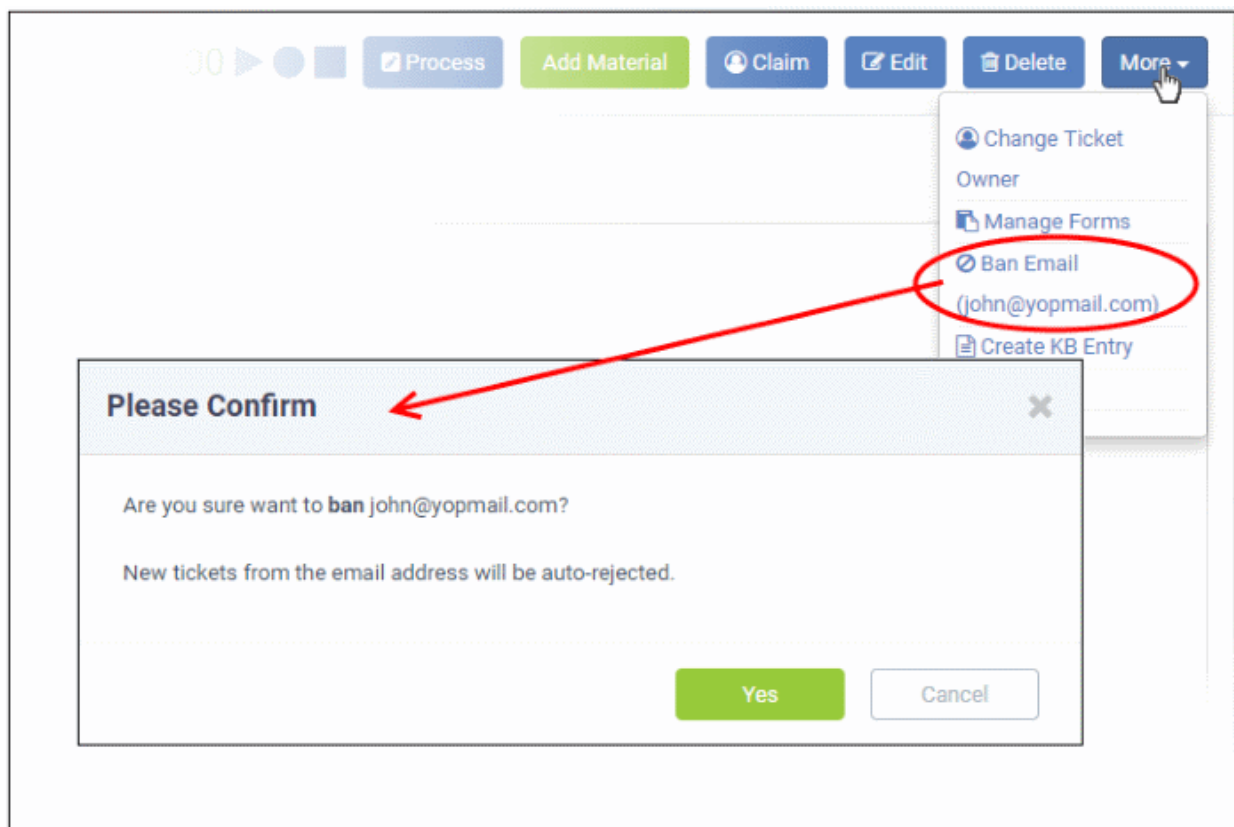 Process Add Material Claim Edit Delete More
Change Ticket
Owner
Manage Forms
Ban Email
(john@yopmail.com)
Create KB Entry
Please Confirm
Are you sure want to ban john@yopmail.com?
New tickets from the email address will be auto-rejected.
Yes Cancel